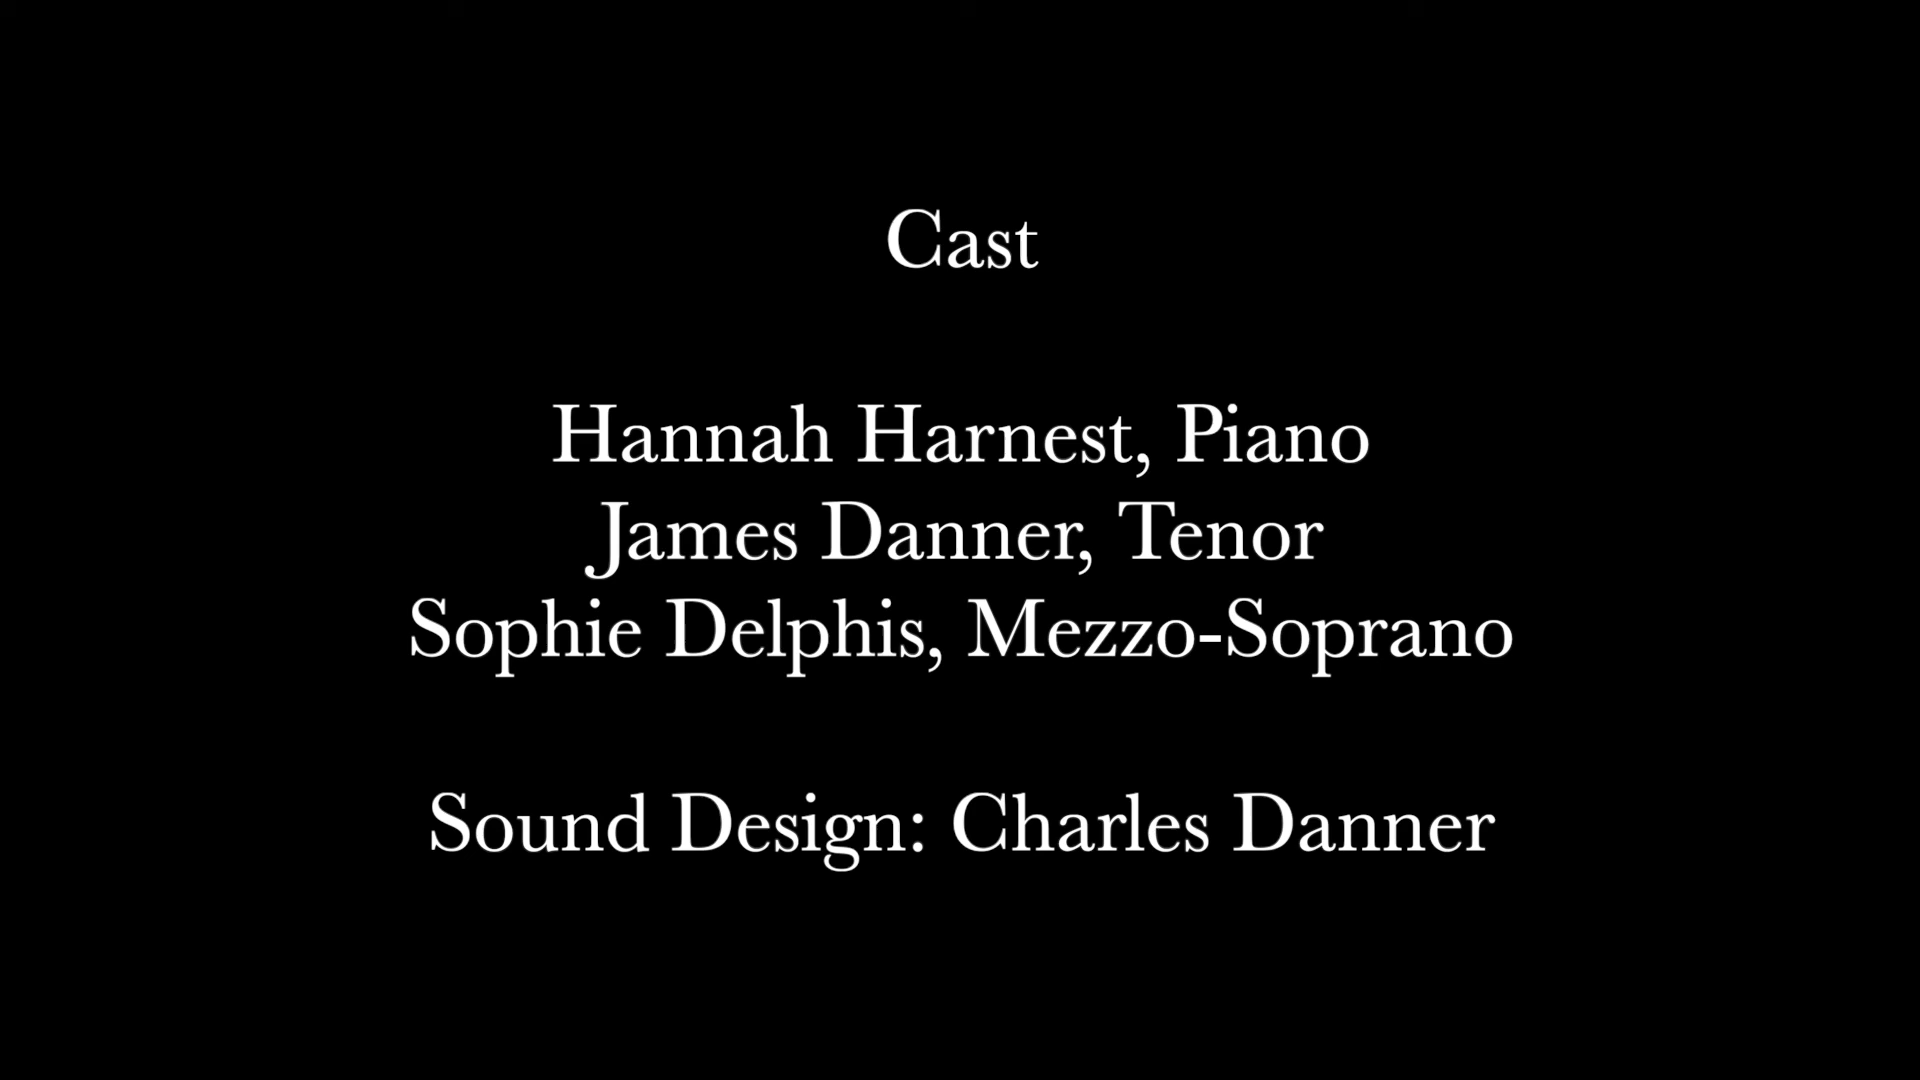 Cast
Hannah Harnest, Piano
James Danner, Tenor
Sophie Delphis, Mezzo-Soprano
Sound Design: Charles Danner